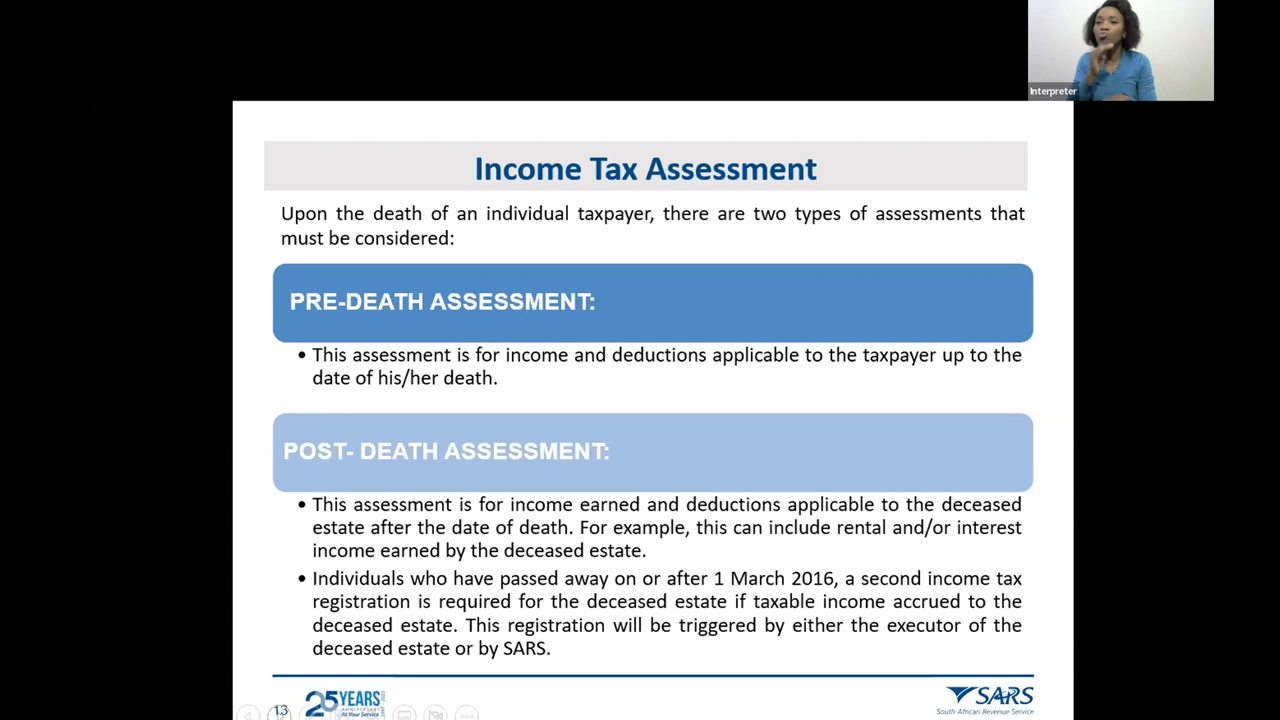 Interpreter
Income Tax Assessment
Upon the death of an individual taxpayer, there are two types of assessments that
must be considered:
PRE-DEATH ASSESSMENT:
• This assessment is for income and deductions applicable to the taxpayer up to the
date of his/her death.
POST- DEATH ASSESSMENT:
• This assessment is for income earned and deductions applicable to the deceased
estate after the date of death. For example, this can include rental and/or interest
income earned by the deceased estate.
• Individuals who have passed away on or after 1 March 2016, a second income tax
registration is required for the deceased estate if taxable income accrued to the
deceased estate. This registration will be triggered by either the executor of the
deceased estate or by SARS.
13
25 YEARS
ANNIVERSARY
At Your Service
SARS
South African Revenue Service